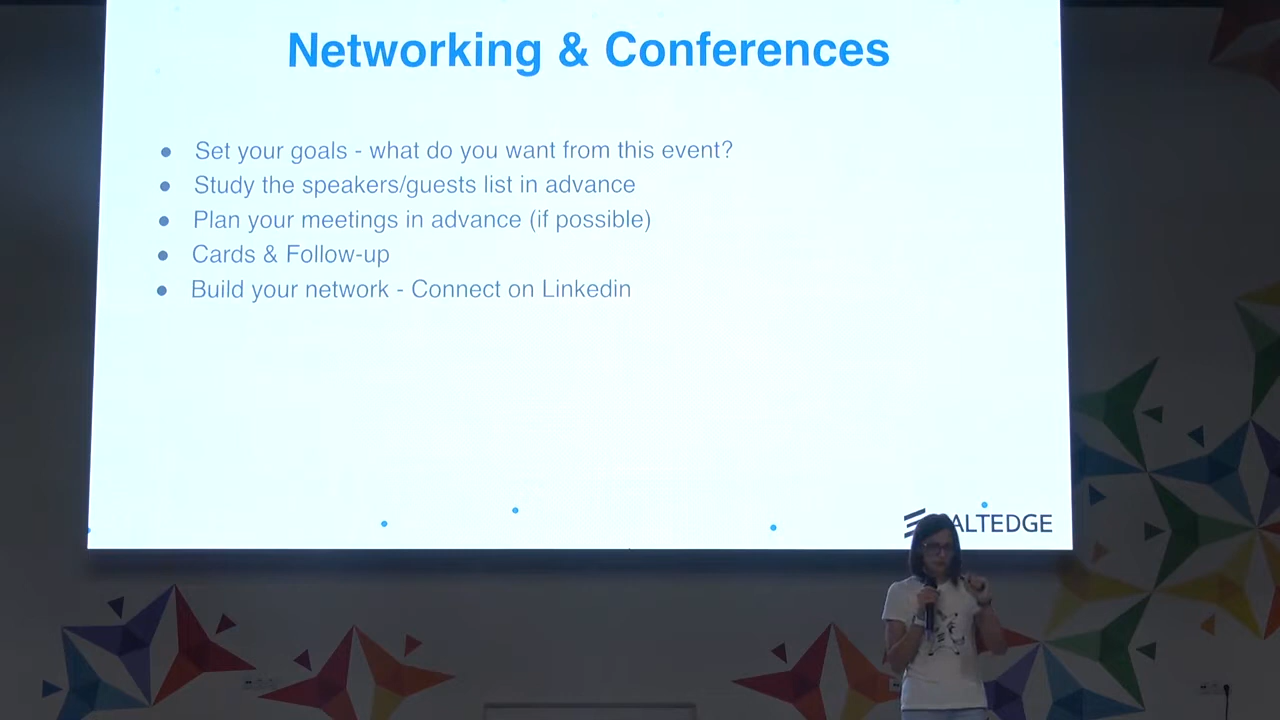 Networking & Conferences
● Set your goals - what do you want from this event?
● Study the speakers/guests list in advance
● Plan your meetings in advance (if possible)
● Cards & Follow-up
● Build your network - Connect on Linkedin
ALTEDGE